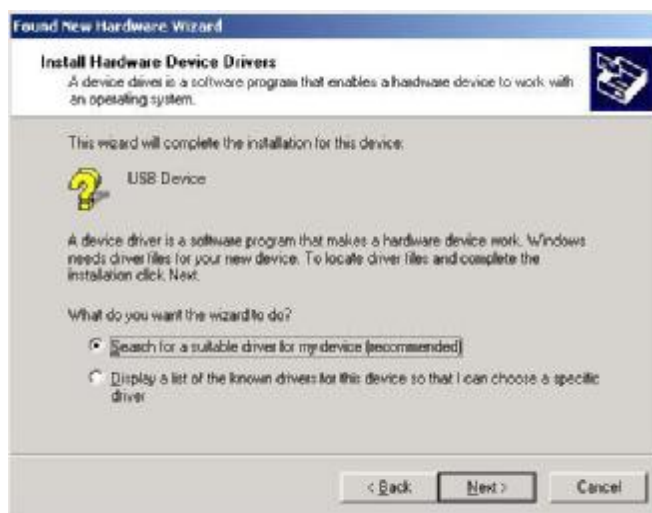 Found New Hardware Wizard
Install Hardware Device Drivers
A device driver is a software program that enables a hardware device to work with
an operating system.
This wizard will complete the installation for this device:
USB Device
A device driver is a software program that makes a hardware device work. Windows
needs driver files for your new device. To locate driver files and complete the
installation click Next.
What do you want the wizard to do?
Search for a suitable driver for my device (recommended)
Display a list of the known drivers for this device so that I can choose a specific
driver
< Back
Next >
Cancel